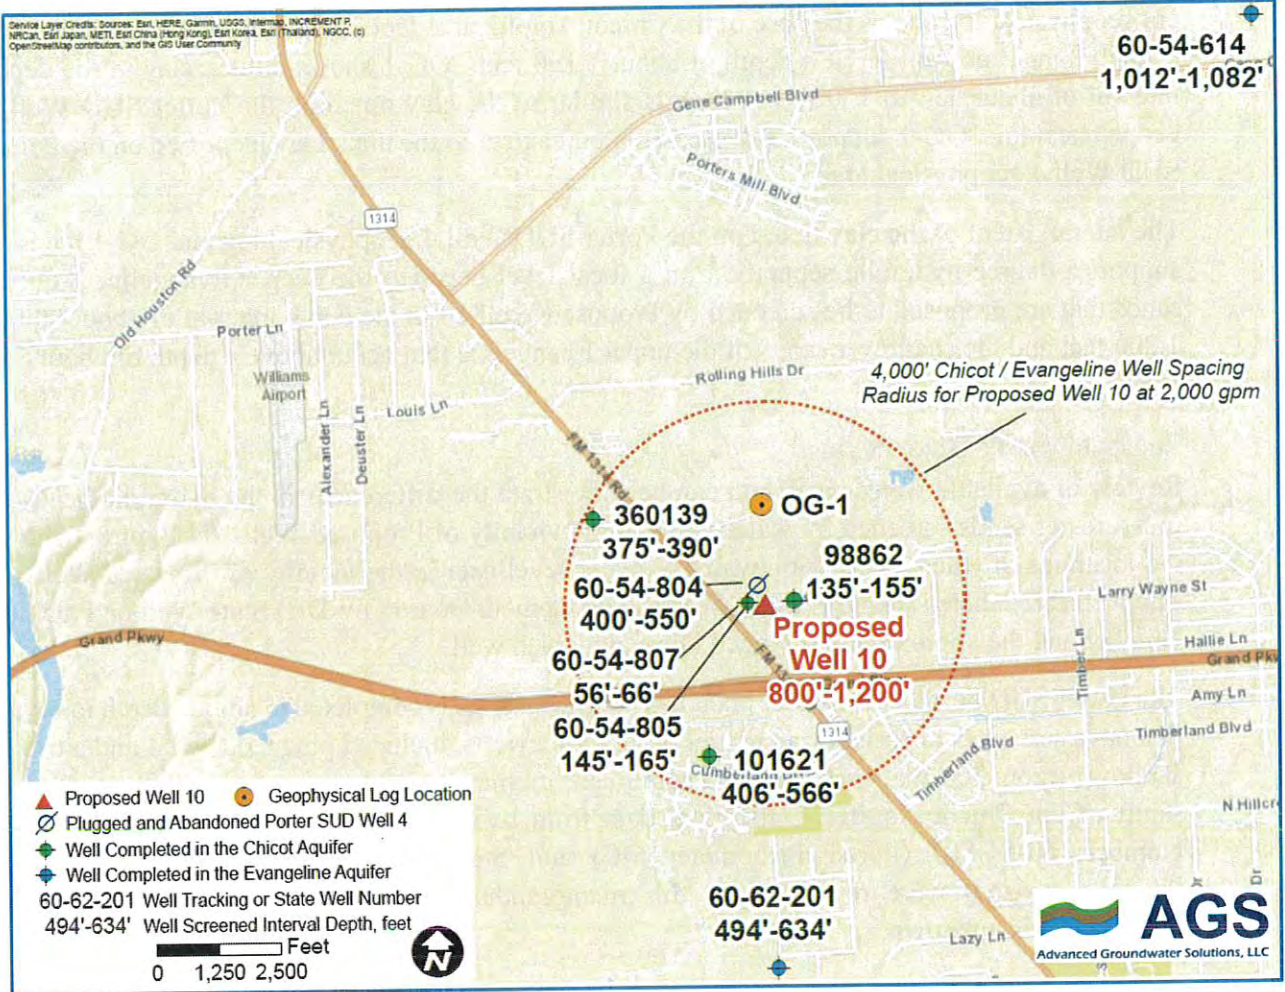 Service Layer Credits: Sources: Esri, HERE, Garmin, USGS, Intermap, INCREMENT P,
NRCan, Esri Japan, METI, Esri China (Hong Kong), Esri Korea, Esri (Thailand), NGCC, (c)
OpenStreetMap contributors, and the GIS User Community
60-54-614
1,012'-1,082'
Gene Campbell Blvd
Porters Mill Blvd
1314
Old Houston Rd
Porter Ln
Williams
Airport
Rolling Hills Dr
4,000' Chicot / Evangeline Well Spacing
Radius for Proposed Well 10 at 2,000 gpm
Louis Ln
Alexander Ln
Deuster Ln
FM 1314 Rd
360139
375'-390'
OG-1
98862
135'-155'
60-54-804
400'-550'
Larry Wayne St
Proposed
Well 10
800'-1,200'
Grand Pkwy
60-54-807
56'-66'
Hallie Ln
Timber Ln
Amy Ln
60-54-805
145'-165'
1314
Timberland Blvd
Timberland Blvd
101621
406'-566'
N Hillcr
Proposed Well 10
Geophysical Log Location
Plugged and Abandoned Porter SUD Well 4
Well Completed in the Chicot Aquifer
Well Completed in the Evangeline Aquifer
60-62-201 Well Tracking or State Well Number
494'-634' Well Screened Interval Depth, feet
Feet
0 1,250 2,500
N
60-62-201
494'-634'
Lazy Ln
Dr
AGS
Advanced Groundwater Solutions, LLC